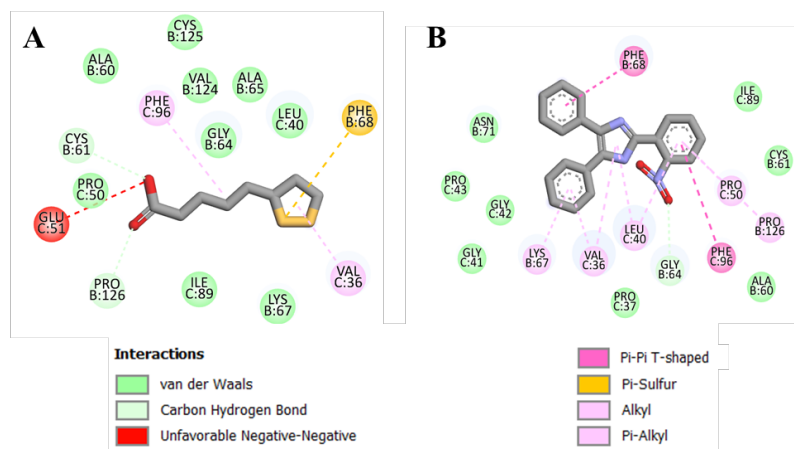 A
CYS
B:125
ALA
B:60
VAL
B:124
ALA
B:65
PHE
C:96
LEU
C:40
PHE
B:68
GLY
B:64
CYS
B:61
PRO
C:50
GLU
C:51
VAL
C:36
PRO
B:126
ILE
C:89
LYS
B:67
B
PHE
B:68
ILE
C:89
ASN
B:71
CYS
B:61
PRO
C:43
PRO
C:50
GLY
C:42
PRO
B:126
LEU
C:40
GLY
C:41
LYS
B:67
VAL
C:36
GLY
B:64
PHE
C:96
ALA
B:60
PRO
C:37
Interactions
van der Waals
Carbon Hydrogen Bond
Unfavorable Negative-Negative
Pi-Pi T-shaped
Pi-Sulfur
Alkyl
Pi-Alkyl